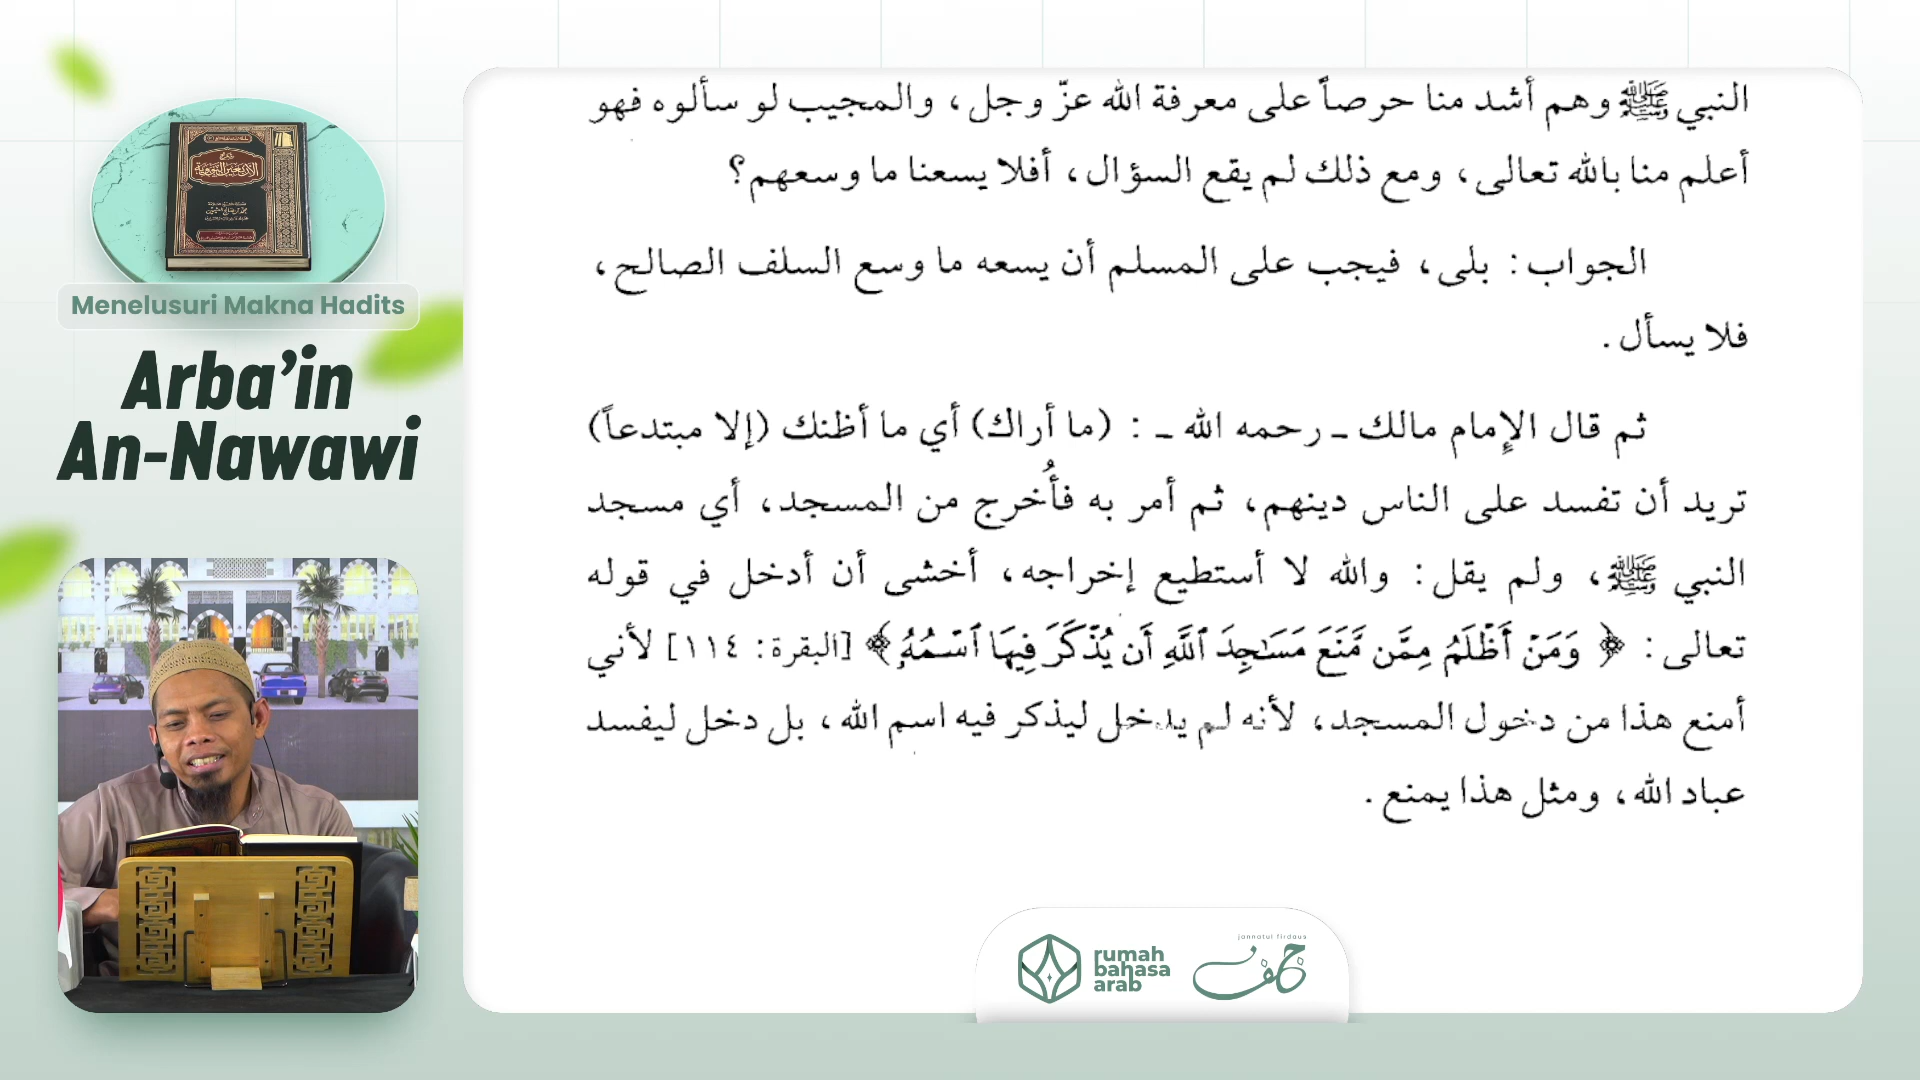 Menelusuri Makna Hadits
Arba’in
An-Nawawi
النبي ﷺ وهم أشد منا حرصاً على معرفة الله عزّ وجل، والمجيب لو سألوه فهو
أعلم منا بالله تعالى، ومع ذلك لم يقع السؤال، أفلا يسعنا ما وسعهم؟
الجواب: بلى، فيجب على المسلم أن يسعه ما وسع السلف الصالح،
فلا يسأل.
ثم قال الإِمام مالك ـ رحمه الله ـ : (ما أراك) أي ما أظنك (إلا مبتدعاً)
تريد أن تفسد على الناس دينهم، ثم أمر به فأُخرج من المسجد، أي مسجد
النبي ﷺ، ولم يقل: والله لا أستطيع إخراجه، أخشى أن أدخل في قوله
تعالى: ﴿ وَمَنْ أَظْلَمُ مِمَّن مَّنَعَ مَسَـٰجِدَ ٱللَّهِ أَن يُذْكَرَ فِيهَا ٱسْمُهُۥ ﴾ [البقرة: ١١٤] لأني
أمنع هذا من دخول المسجد، لأنه لم يدخل ليذكر فيه اسم الله، بل دخل ليفسد
عباد الله، ومثل هذا يمنع.
rumah
bahasa
arab
jannatul firdaus